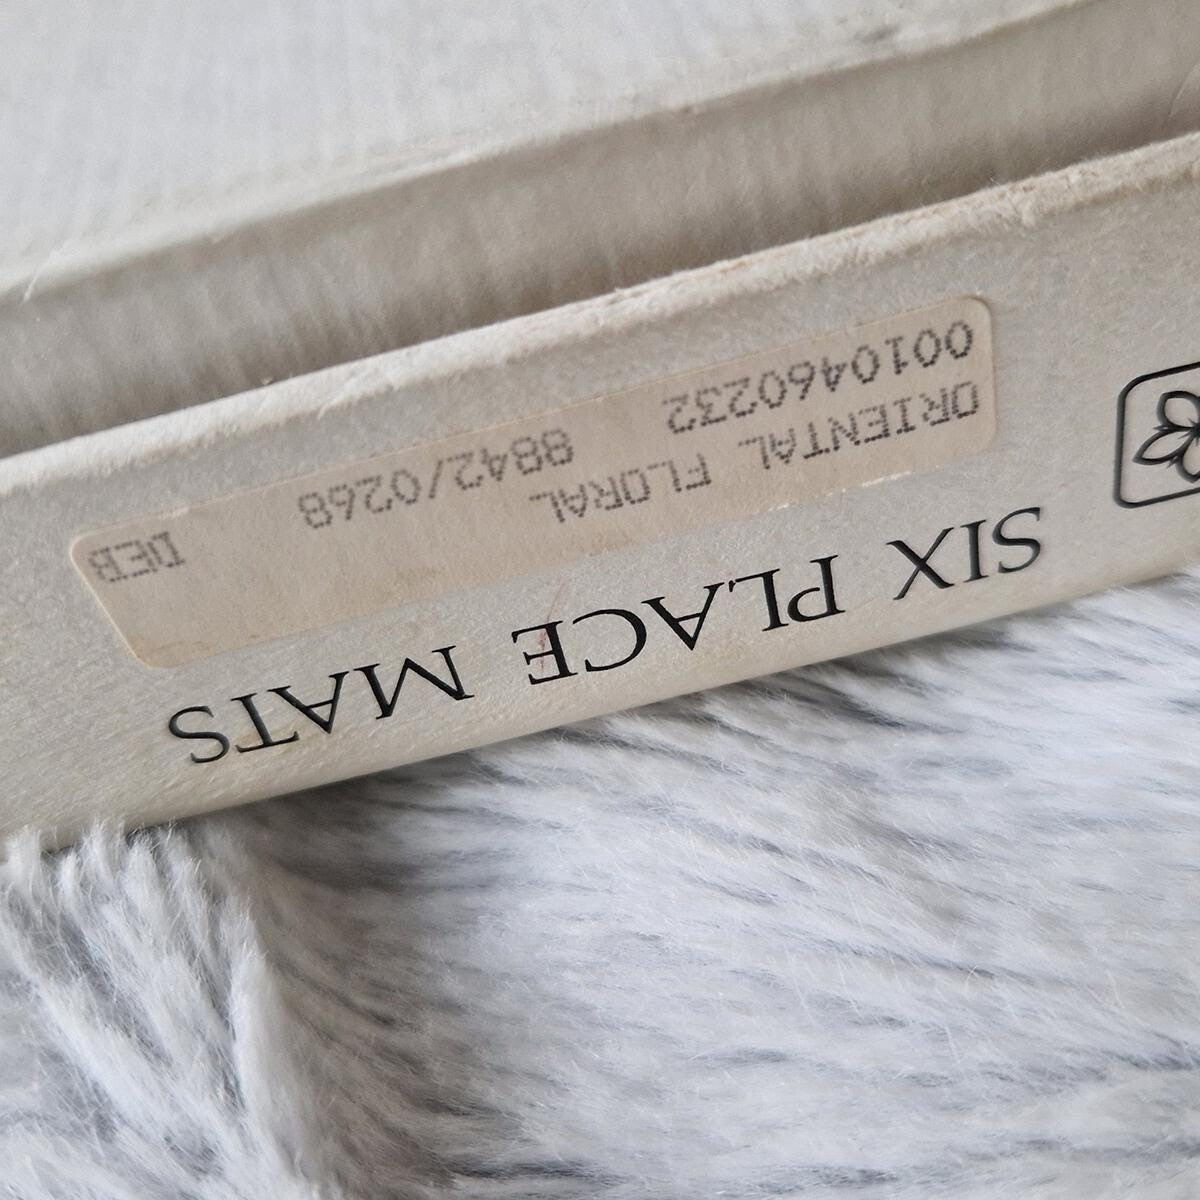 SIX PLACE MATS
ORIENTAL FLORAL
0010460232 8842/0268 DEB